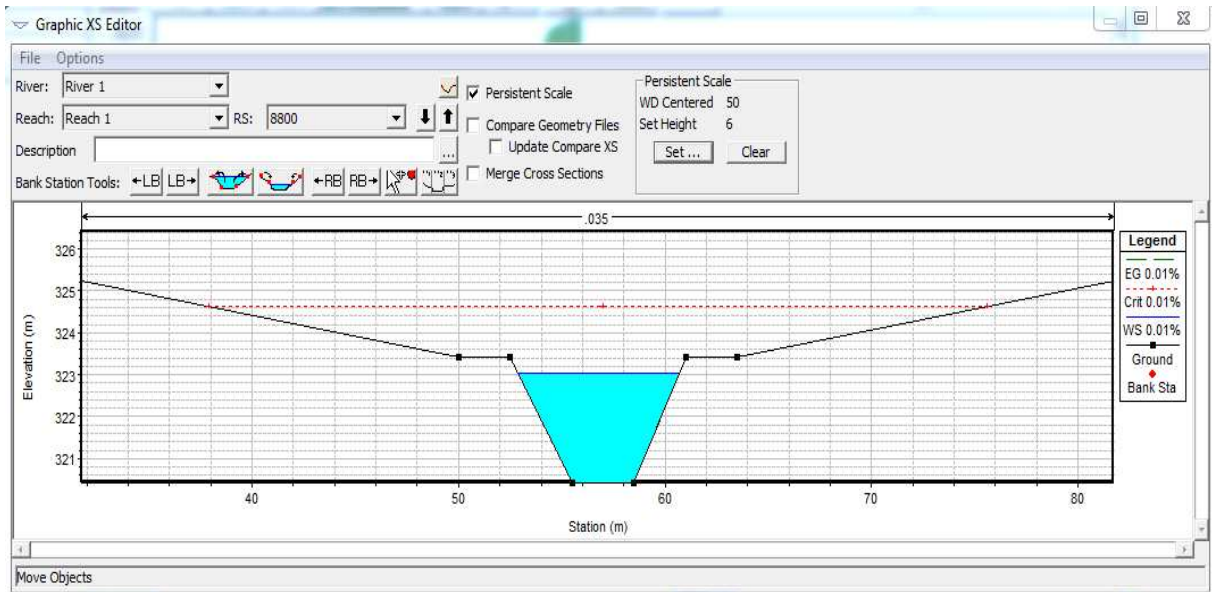 Graphic XS Editor
File Options
River: River 1
Reach: Reach 1 RS: 8800
Description ...
Bank Station Tools: ←LB LB→ ←RB RB→
Persistent Scale
Compare Geometry Files
Update Compare XS
Merge Cross Sections
Persistent Scale
WD Centered 50
Set Height 6
Set ... Clear
.035
326
325
324
323
322
321
Elevation (m)
40 50 60 70 80
Station (m)
Legend
EG 0.01%
Crit 0.01%
WS 0.01%
Ground
Bank Sta
Move Objects